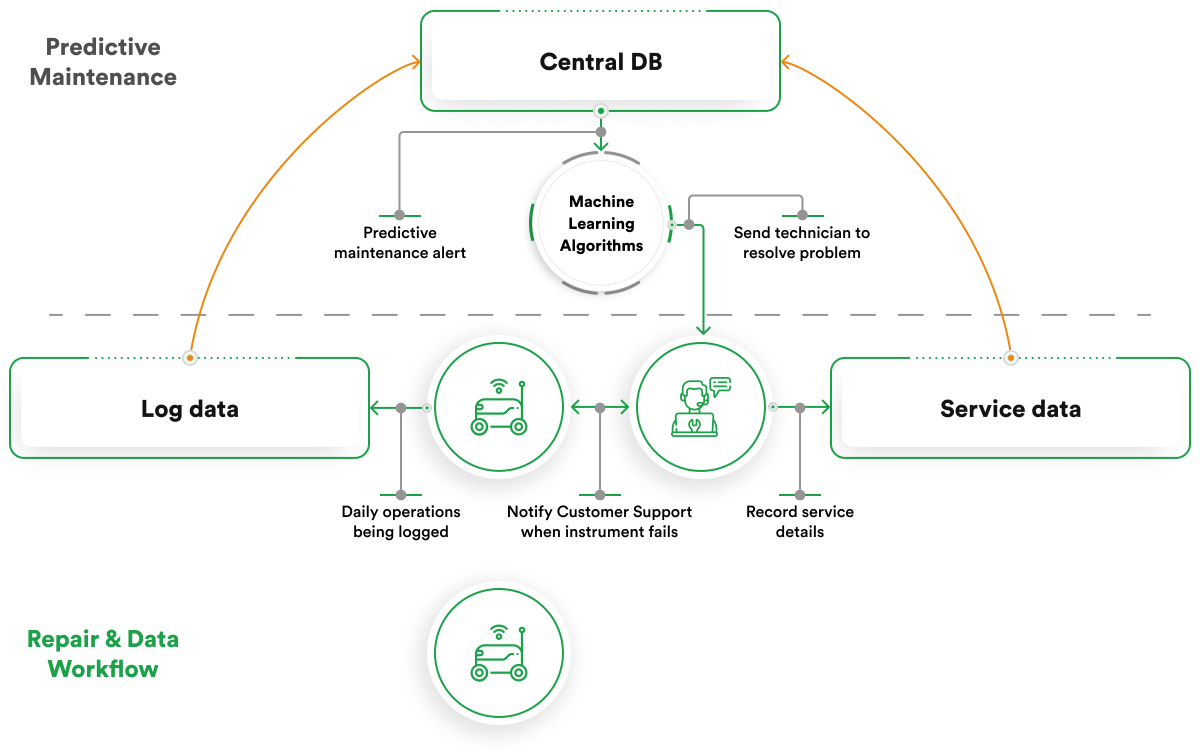 Predictive
Maintenance
Central DB
Machine
Learning
Algorithms
Predictive
maintenance alert
Send technician to
resolve problem
Log data
Service data
Daily operations
being logged
Notify Customer Support
when instrument fails
Record service
details
Repair & Data
Workflow